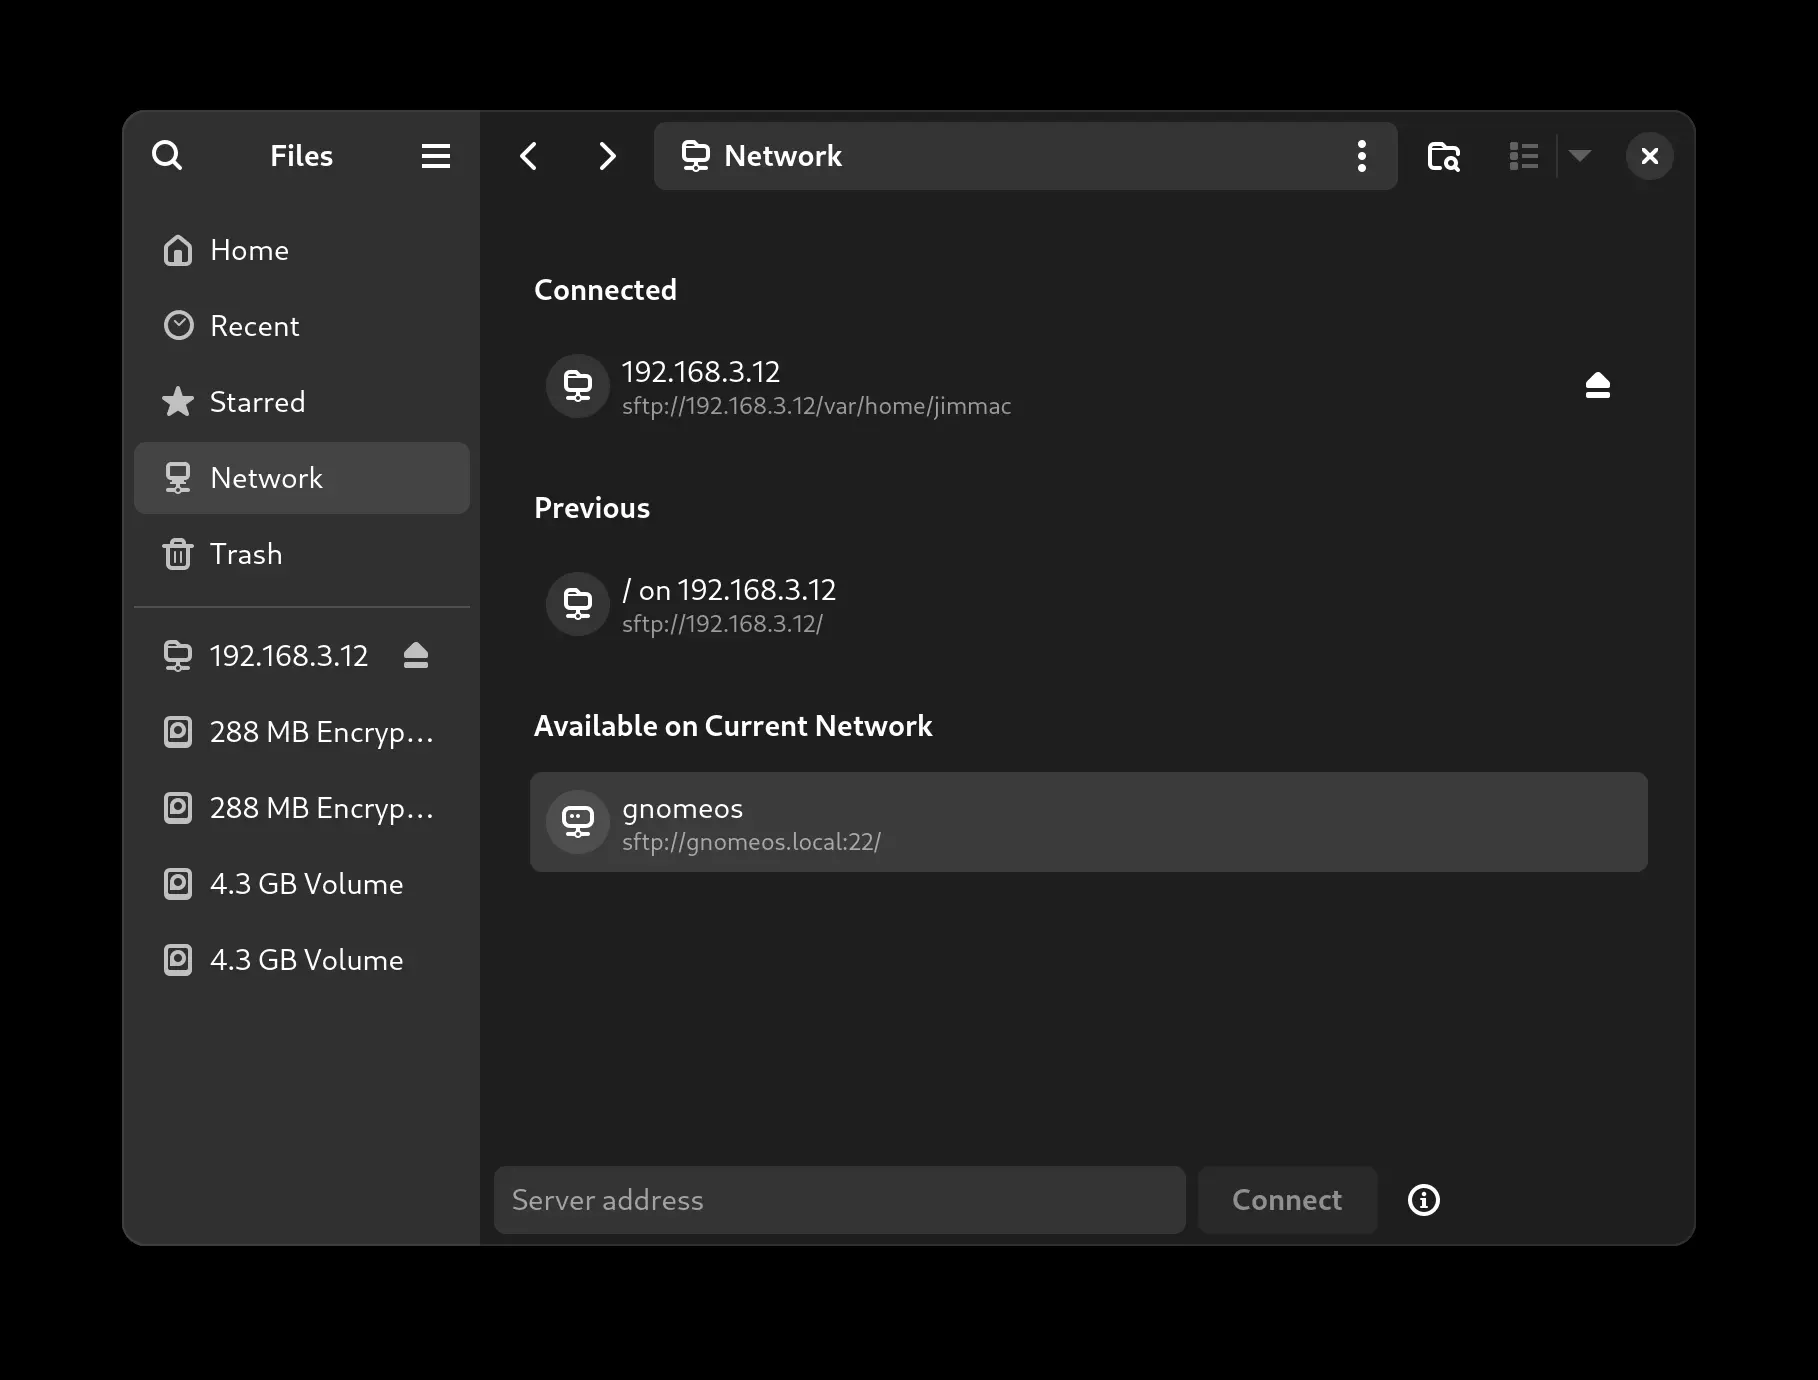 Files
Home
Recent
Starred
Network
Trash
192.168.3.12
288 MB Encryp…
288 MB Encryp…
4.3 GB Volume
4.3 GB Volume
Network
Connected
192.168.3.12
sftp://192.168.3.12/var/home/jimmac
Previous
/ on 192.168.3.12
sftp://192.168.3.12/
Available on Current Network
gnomeos
sftp://gnomeos.local:22/
Server address
Connect